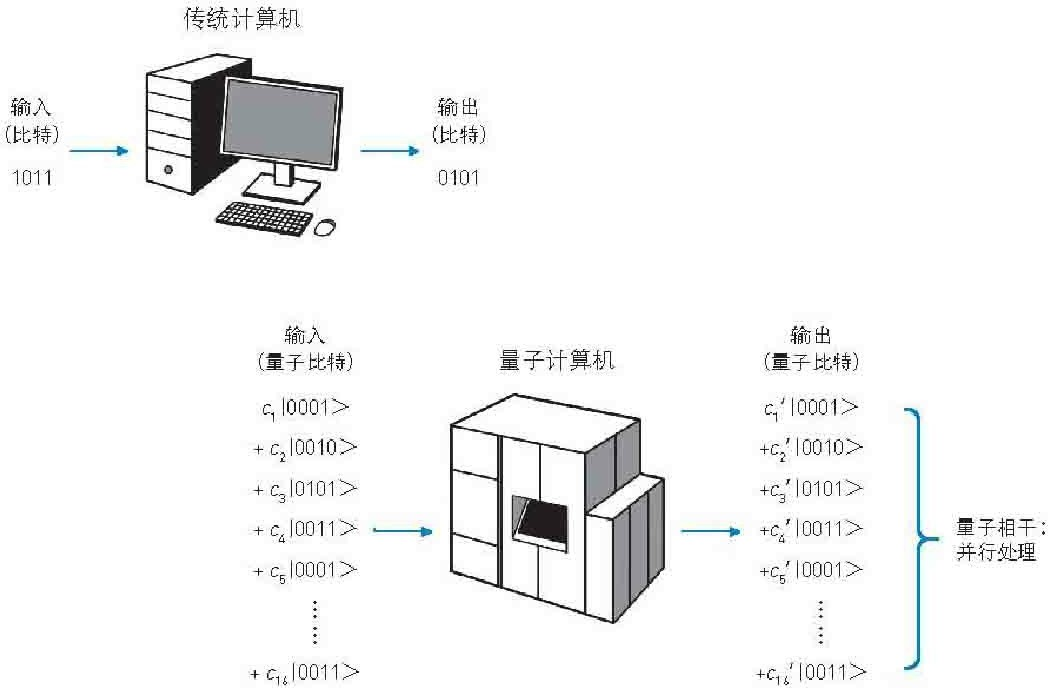 传统计算机
输入
(比特)
1011
输出
(比特)
0101
输入
(量子比特)
c₁|0001>
+ c₂|0010>
+ c₃|0101>
+ c₄|0011>
+ c₅|0001>
⋮
+ c₁₆|0011>
量子计算机
输出
(量子比特)
c₁′|0001>
+c₂′|0010>
+c₃′|0101>
+c₄′|0011>
+c₅′|0001>
⋮
+c₁₆′|0011>
量子相干：
并行处理